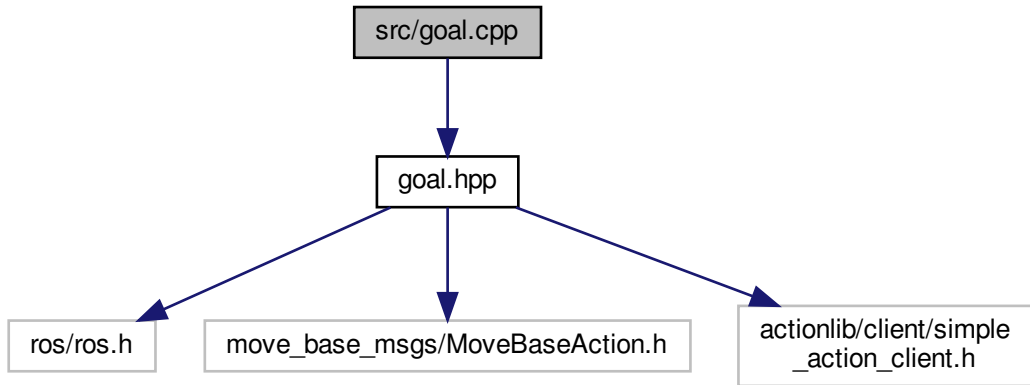 src/goal.cpp
goal.hpp
ros/ros.h
move_base_msgs/MoveBaseAction.h
actionlib/client/simple
_action_client.h